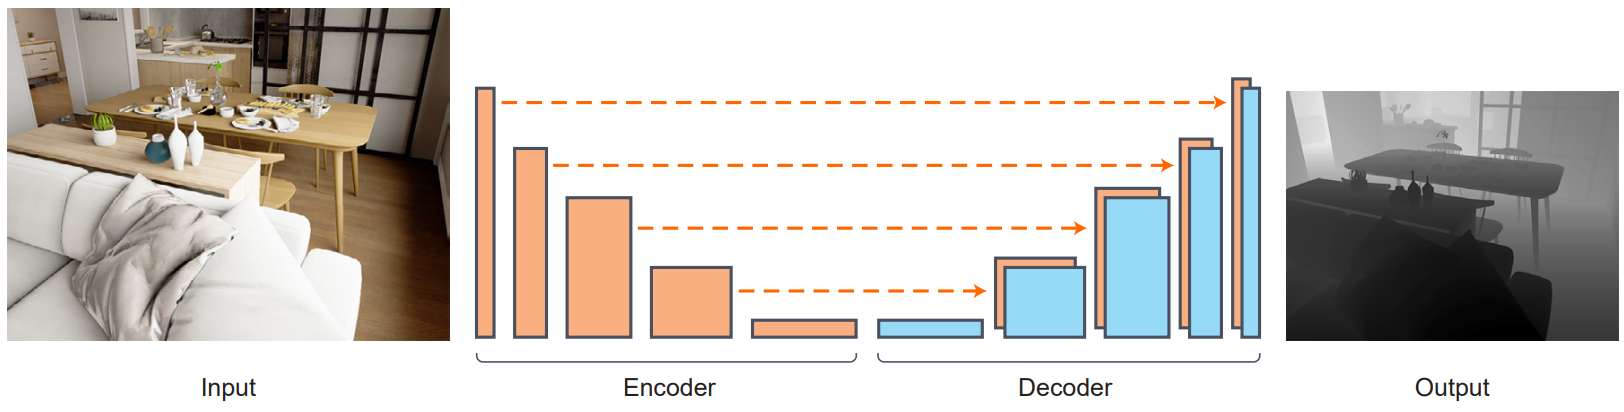 Input
Encoder
Decoder
Output